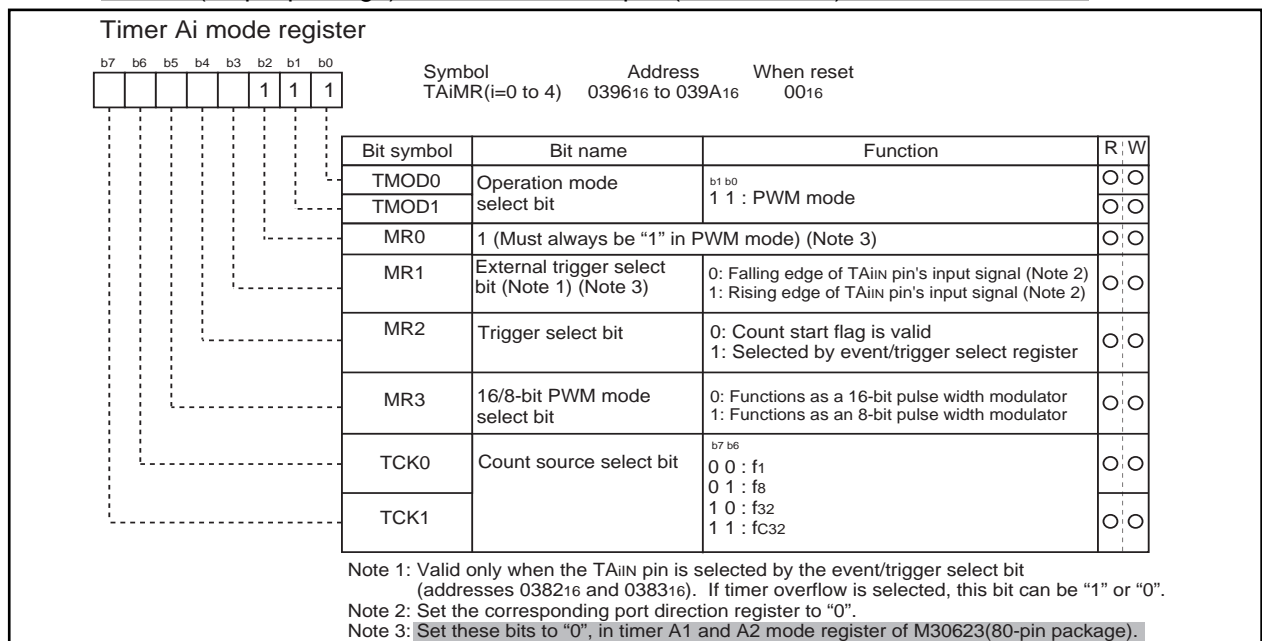 Timer Ai mode register
b7 b6 b5 b4 b3 b2 b1 b0
1 1 1
Symbol Address When reset
TAiMR(i=0 to 4) 039616 to 039A16 0016
Bit symbol Bit name Function R W
TMOD0 Operation mode select bit b1 b0
TMOD1 1 1 : PWM mode
MR0 1 (Must always be “1” in PWM mode) (Note 3)
MR1 External trigger select bit (Note 1) (Note 3) 0: Falling edge of TAiIN pin's input signal (Note 2)
1: Rising edge of TAiIN pin's input signal (Note 2)
MR2 Trigger select bit 0: Count start flag is valid
1: Selected by event/trigger select register
MR3 16/8-bit PWM mode select bit 0: Functions as a 16-bit pulse width modulator
1: Functions as an 8-bit pulse width modulator
TCK0 Count source select bit b7 b6
0 0 : f1
0 1 : f8
TCK1 1 0 : f32
1 1 : fC32
Note 1: Valid only when the TAiIN pin is selected by the event/trigger select bit
(addresses 038216 and 038316). If timer overflow is selected, this bit can be “1” or “0”.
Note 2: Set the corresponding port direction register to “0”.
Note 3: Set these bits to “0”, in timer A1 and A2 mode register of M30623(80-pin package).